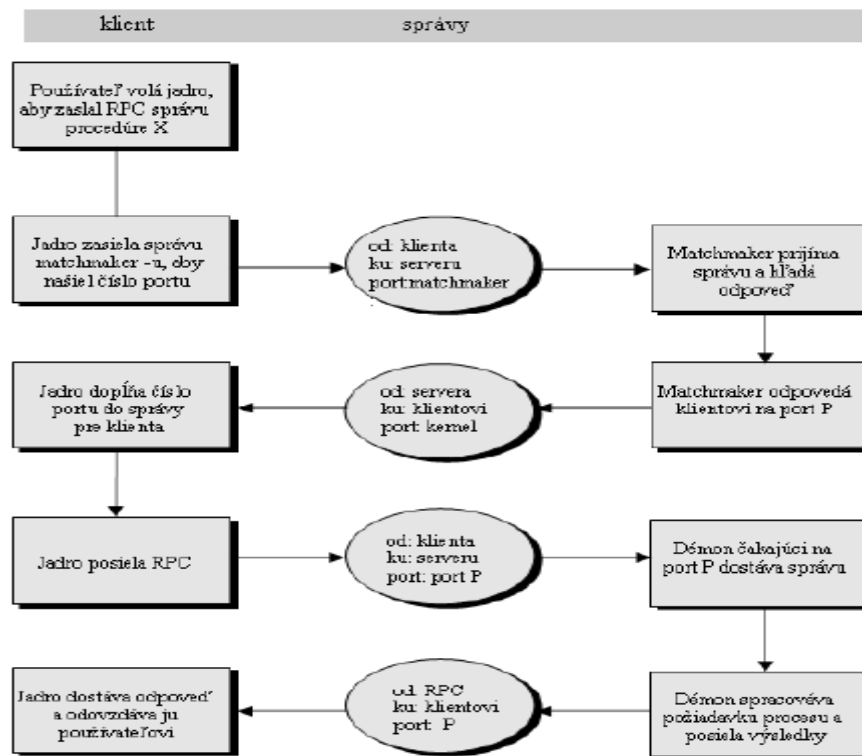 klient
správy
Používateľ volá jadro,
aby zaslal RPC správu
procedúre X
Jadro zasiela správu
matchmaker -u, aby
našiel číslo portu
od: klienta
ku: serveru
port:matchmaker
Matchmaker prijíma
správu a hľadá
odpoveď
Jadro dopĺňa číslo
portu do správy
pre klienta
od: servera
ku: klientovi
port: kernel
Matchmaker odpovedá
klientovi na port P
Jadro posiela RPC
od: klienta
ku: serveru
port: port P
Démon čakajúci na
port P dostáva správu
Jadro dostáva odpoveď
a odovzdáva ju
používateľovi
od: RPC
ku: klientovi
port: P
Démon spracováva
požiadavku procesu a
posiela výsledky